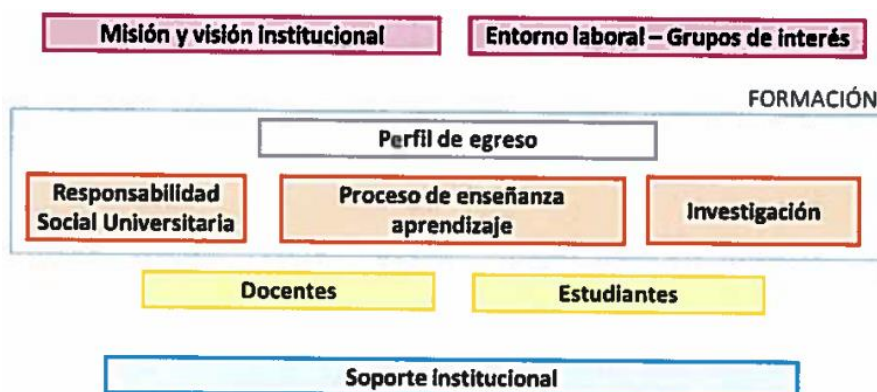 Misión y visión institucional
Entorno laboral – Grupos de interés
FORMACIÓN
Perfil de egreso
Responsabilidad
Social Universitaria
Proceso de enseñanza
aprendizaje
Investigación
Docentes
Estudiantes
Soporte institucional